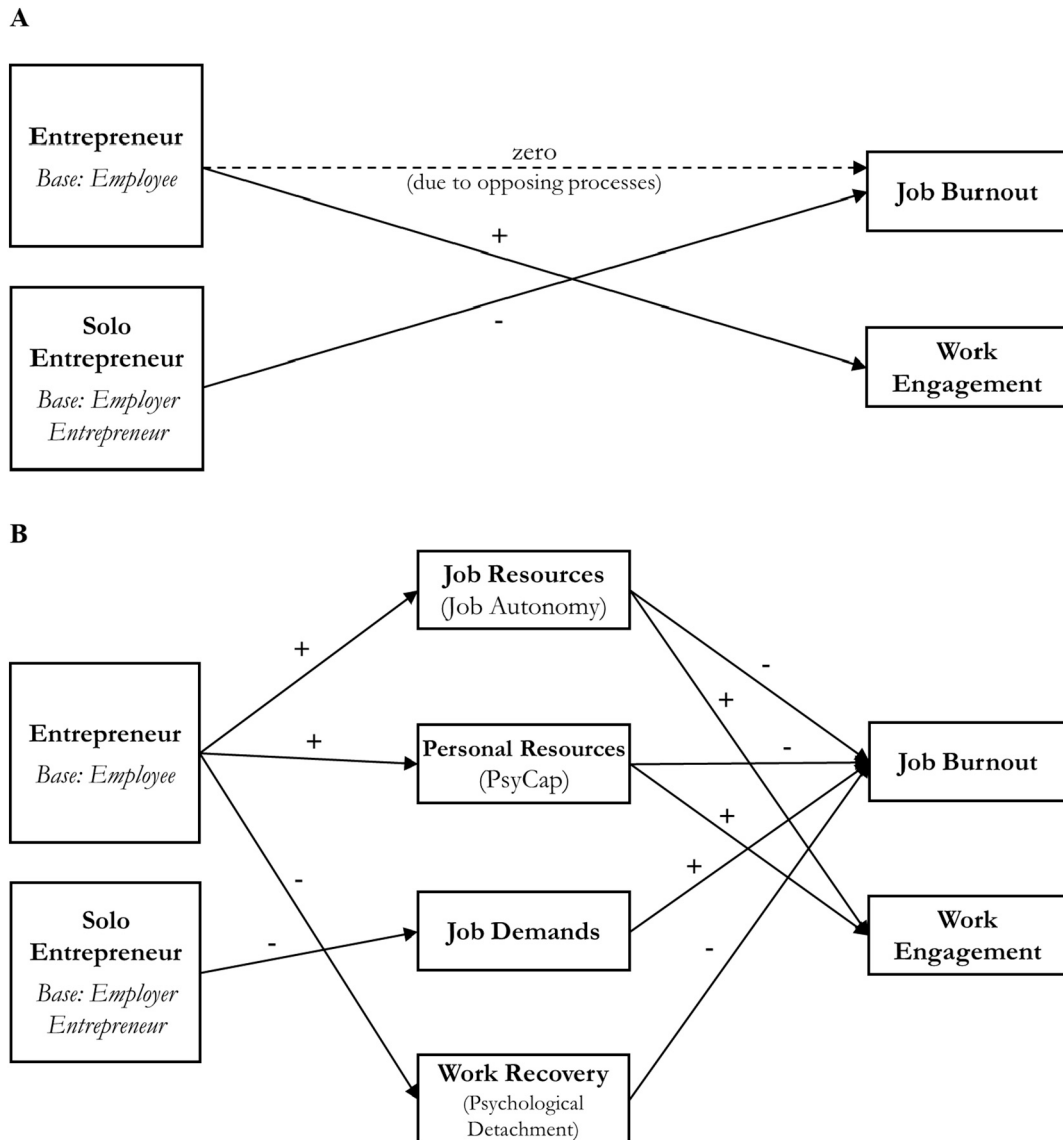 A
Entrepreneur
Base: Employee
zero
(due to opposing processes)
Job Burnout
+
-
Solo
Entrepreneur
Base: Employer
Entrepreneur
Work
Engagement
B
Job Resources
(Job Autonomy)
+
-
+
Entrepreneur
Base: Employee
+
Personal Resources
(PsyCap)
-
Job Burnout
+
+
-
Solo
Entrepreneur
Base: Employer
Entrepreneur
-
Job Demands
-
Work
Engagement
Work Recovery
(Psychological
Detachment)